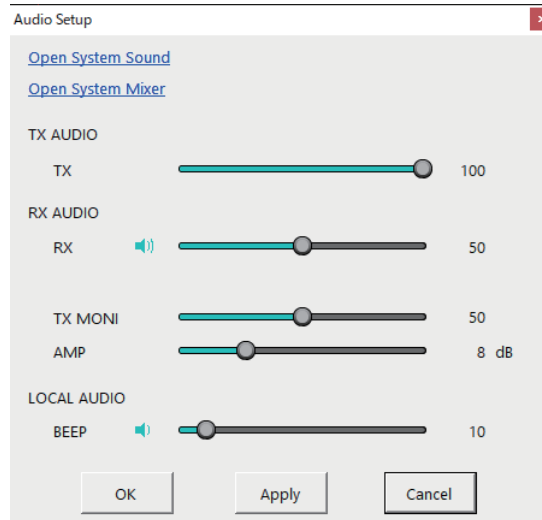 Audio Setup
Open System Sound
Open System Mixer
TX AUDIO
TX 100
RX AUDIO
RX 50
TX MONI 50
AMP 8 dB
LOCAL AUDIO
BEEP 10
OK Apply Cancel